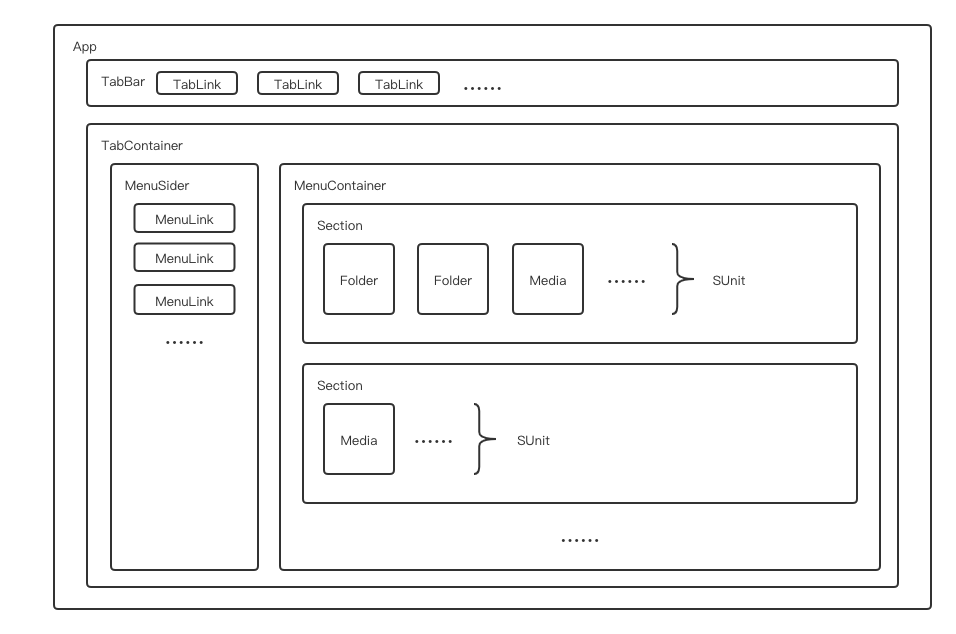 App
TabBar TabLink TabLink TabLink ......
TabContainer
MenuSider
MenuLink
MenuLink
MenuLink
......
MenuContainer
Section
Folder Folder Media ...... SUnit
Section
Media ...... SUnit
......